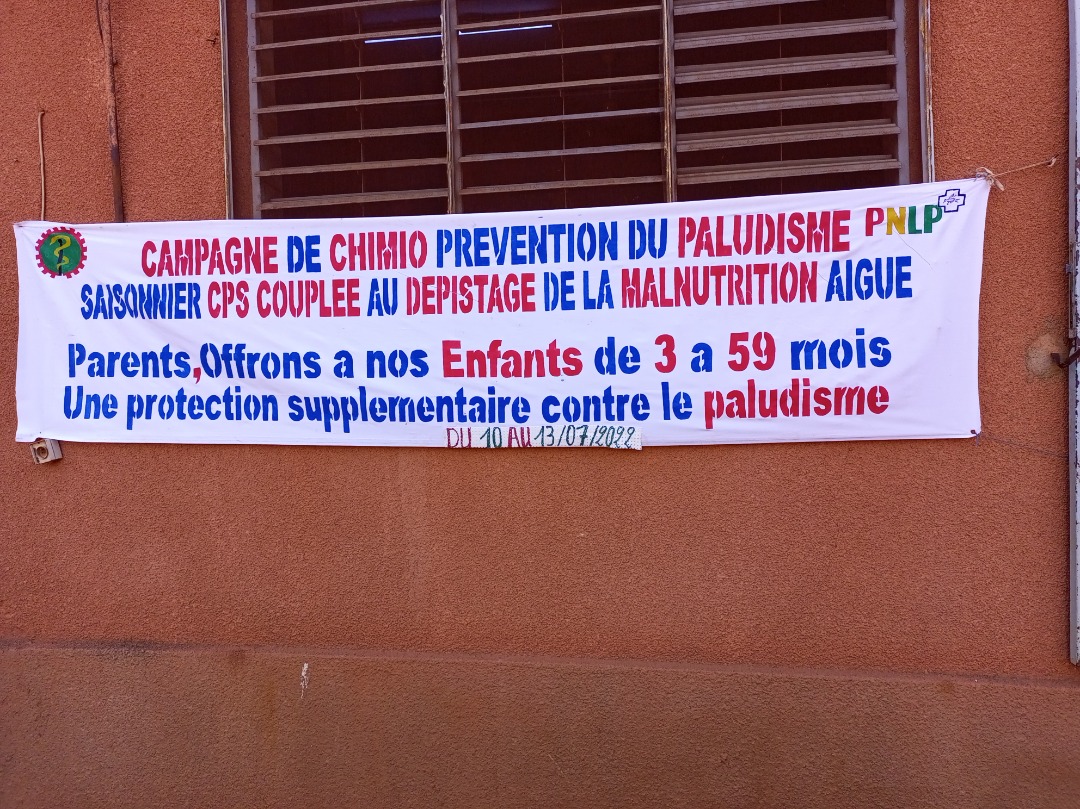 CAMPAGNE DE CHIMIO PREVENTION DU PALUDISME PNLP
SAISONNIER CPS COUPLEE AU DEPISTAGE DE LA MALNUTRITION AIGUE
Parents,Offrons a nos Enfants de 3 a 59 mois
Une protection supplementaire contre le paludisme
DU 10 AU 13/07/2022